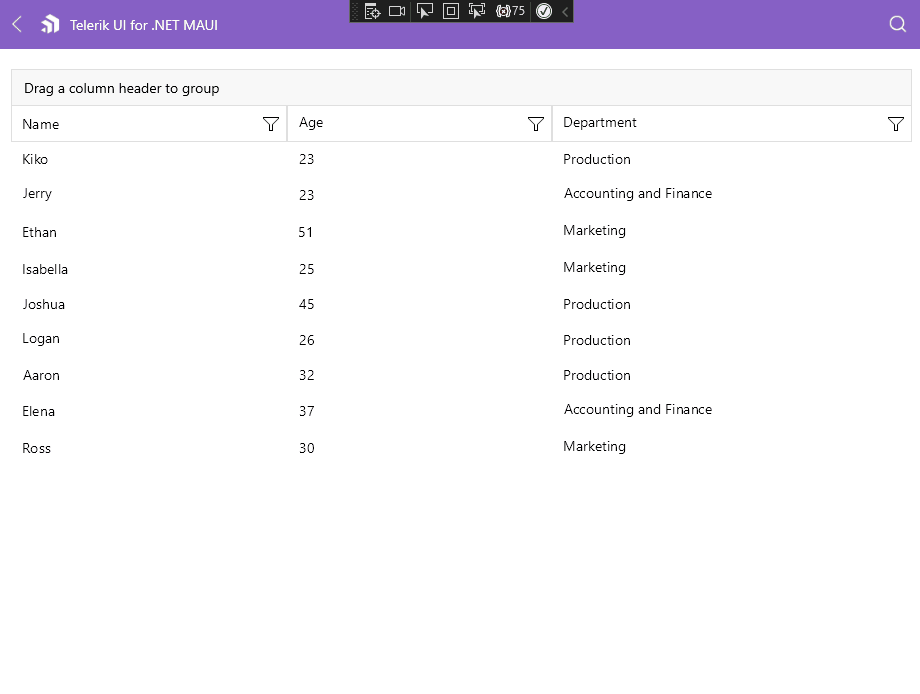 Telerik UI for .NET MAUI
75
Drag a column header to group
Name Age Department
Kiko 23 Production
Jerry 23 Accounting and Finance
Ethan 51 Marketing
Isabella 25 Marketing
Joshua 45 Production
Logan 26 Production
Aaron 32 Production
Elena 37 Accounting and Finance
Ross 30 Marketing